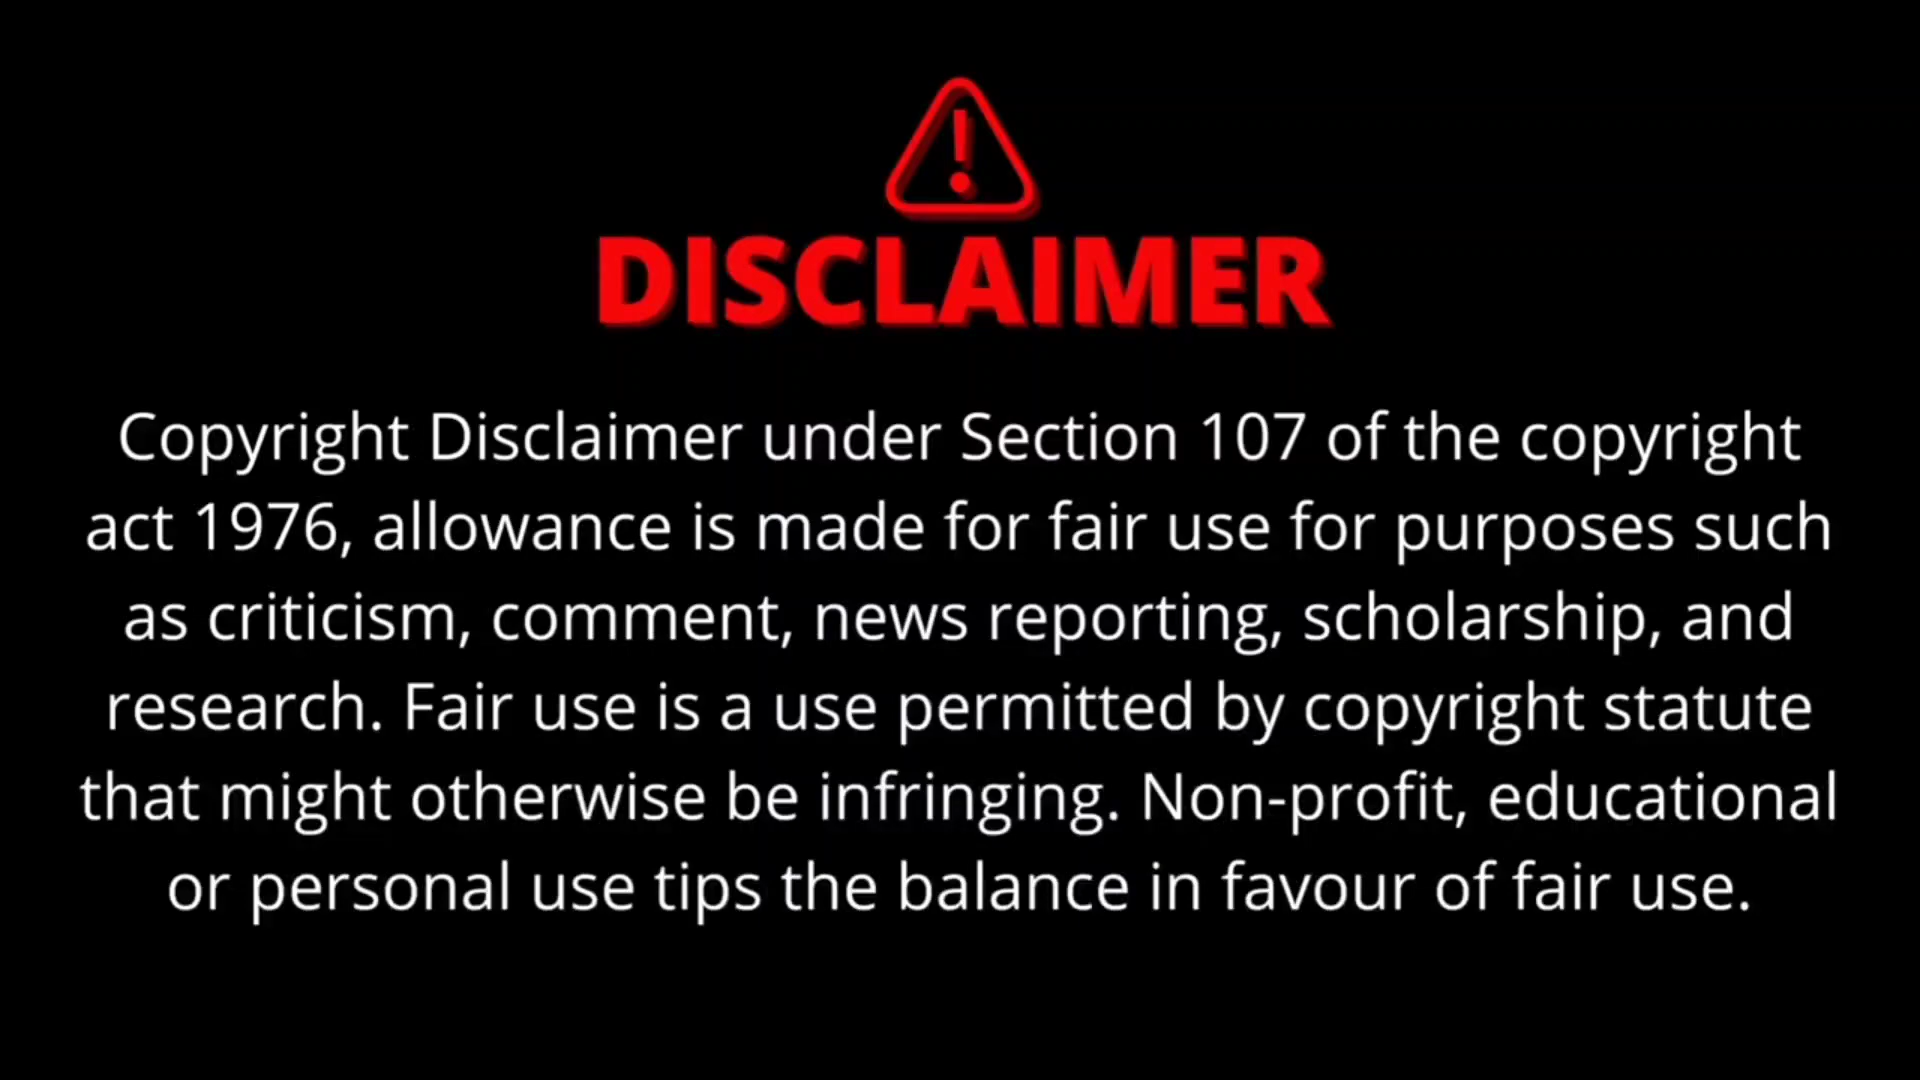 DISCLAIMER
Copyright Disclaimer under Section 107 of the copyright
act 1976, allowance is made for fair use for purposes such
as criticism, comment, news reporting, scholarship, and
research. Fair use is a use permitted by copyright statute
that might otherwise be infringing. Non-profit, educational
or personal use tips the balance in favour of fair use.